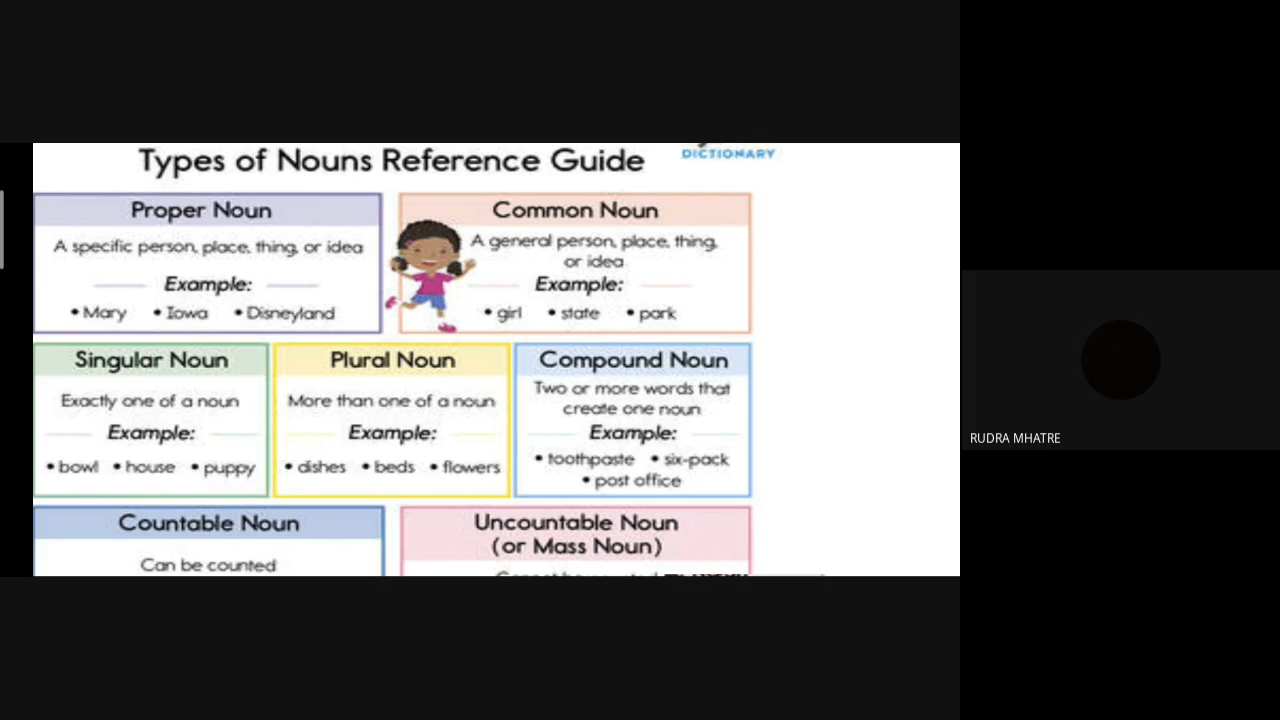 Types of Nouns Reference Guide
DICTIONARY
Proper Noun
A specific person, place, thing, or idea
Example:
• Mary • Iowa • Disneyland
Common Noun
A general person, place, thing,
or idea
Example:
• girl • state • park
Singular Noun
Exactly one of a noun
Example:
• bowl • house • puppy
Plural Noun
More than one of a noun
Example:
• dishes • beds • flowers
Compound Noun
Two or more words that
create one noun
Example:
• toothpaste • six-pack
• post office
Countable Noun
Can be counted
Uncountable Noun
(or Mass Noun)
RUDRA MHATRE